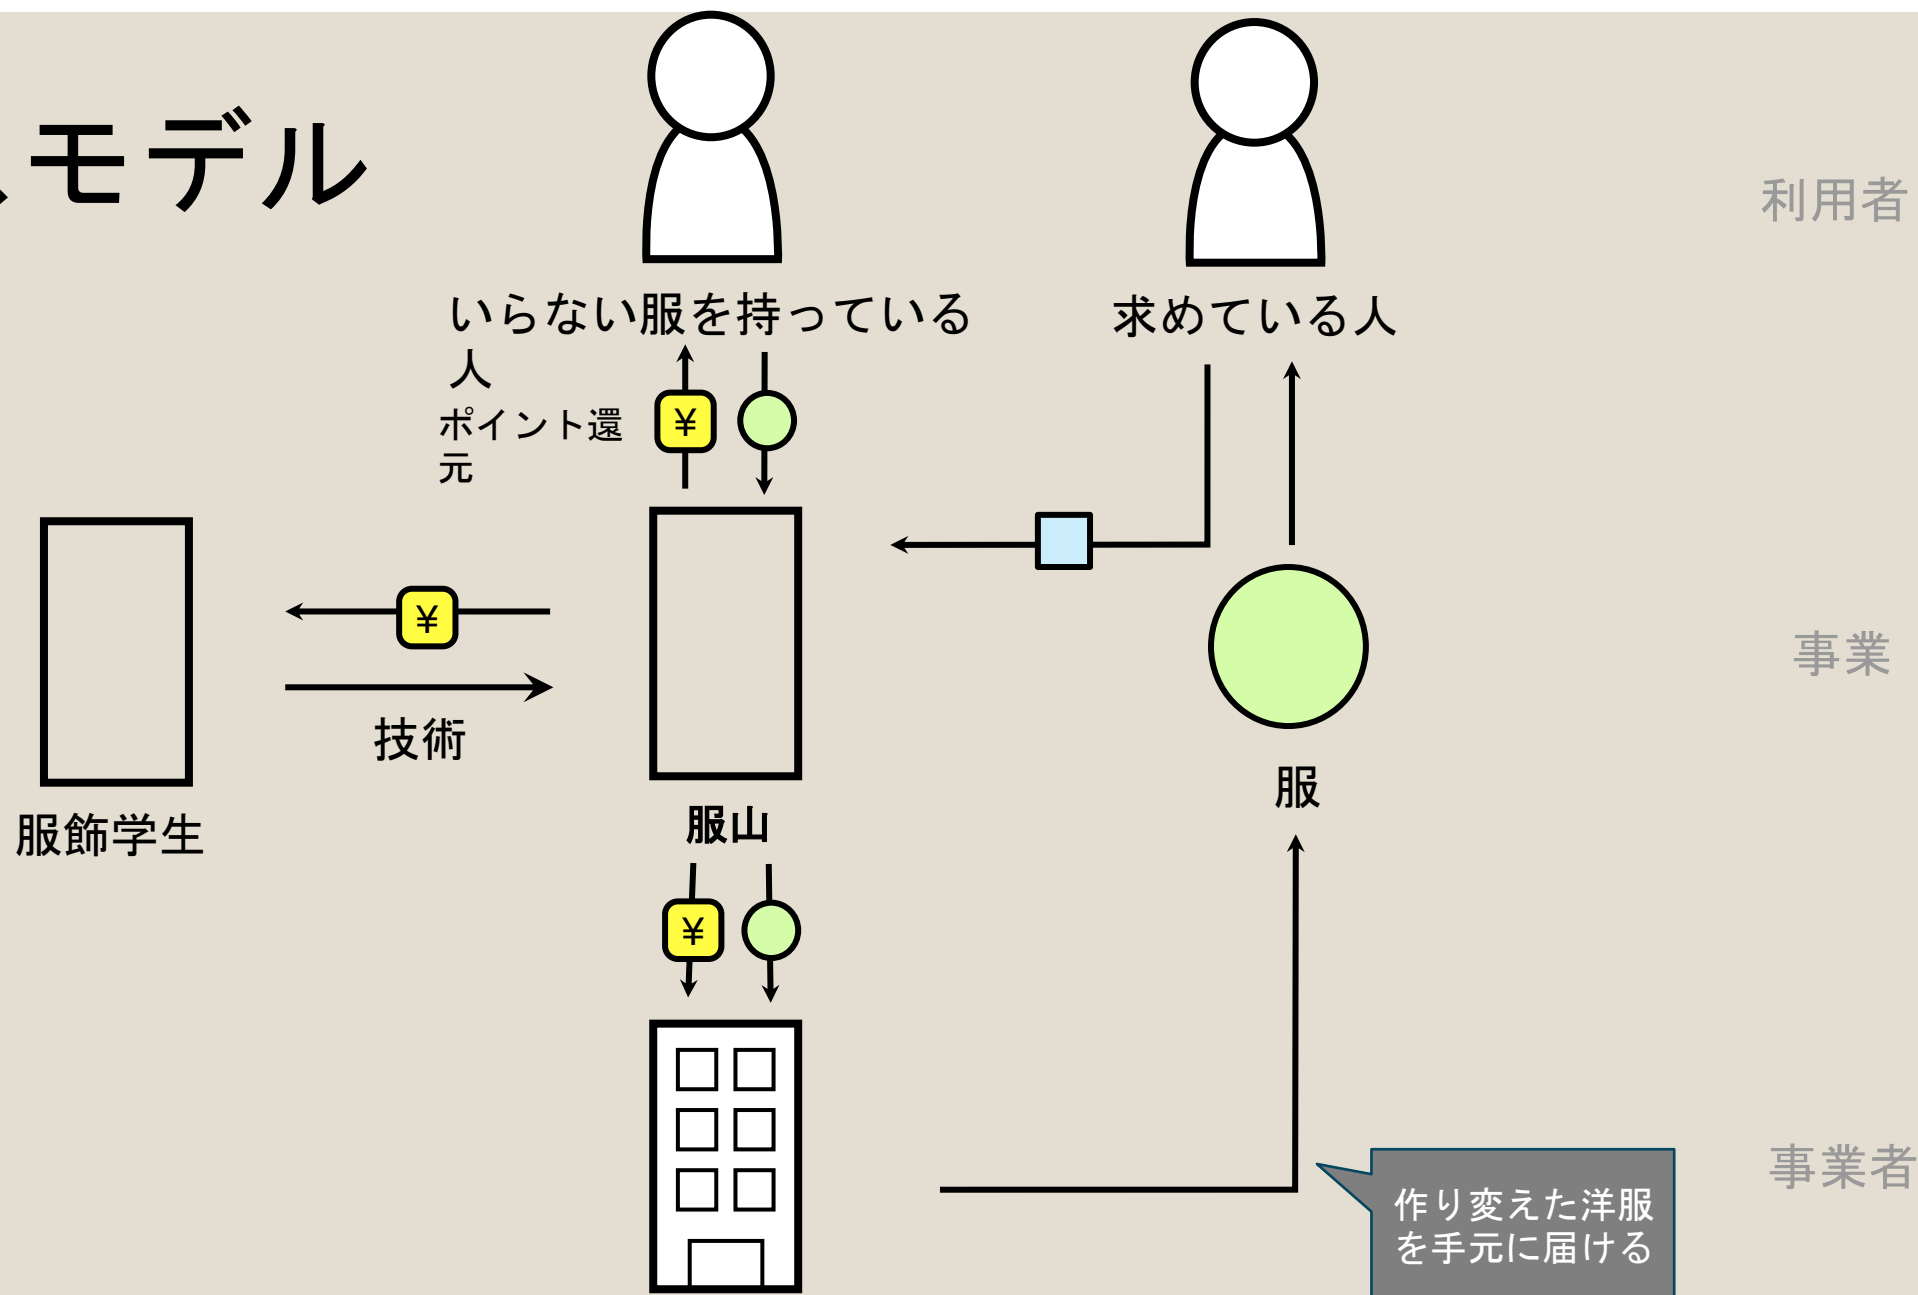 モデル
利用者
いらない服を持っている
人
求めている人
ポイント還
元
¥
¥
技術
服飾学生
服山
事業
服
¥
事業者
作り変えた洋服
を手元に届ける